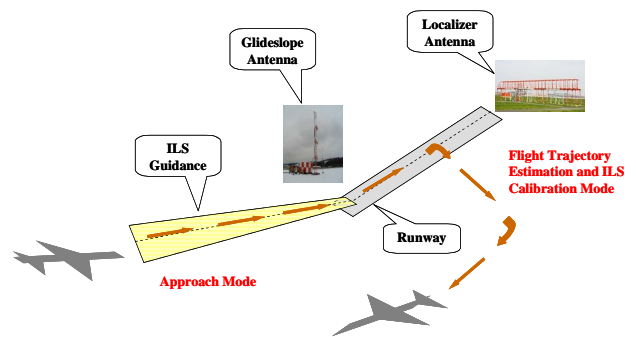 Localizer
Antenna
Glideslope
Antenna
ILS
Guidance
Flight Trajectory
Estimation and ILS
Calibration Mode
Runway
Approach Mode